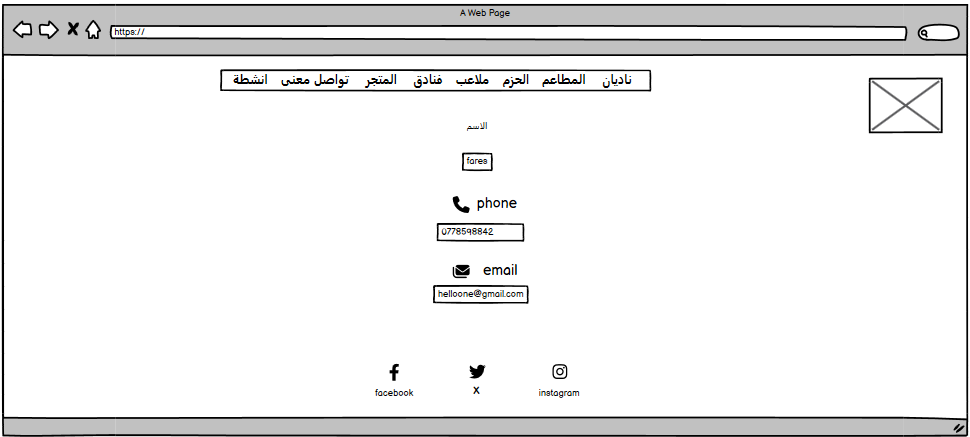 A Web Page
https://
ناديان المطاعم الحزم ملاعب فنادق المتجر تواصل معنى انشطة
الاسم
fares
phone
0778598842
email
helloone@gmail.com
facebook X instagram